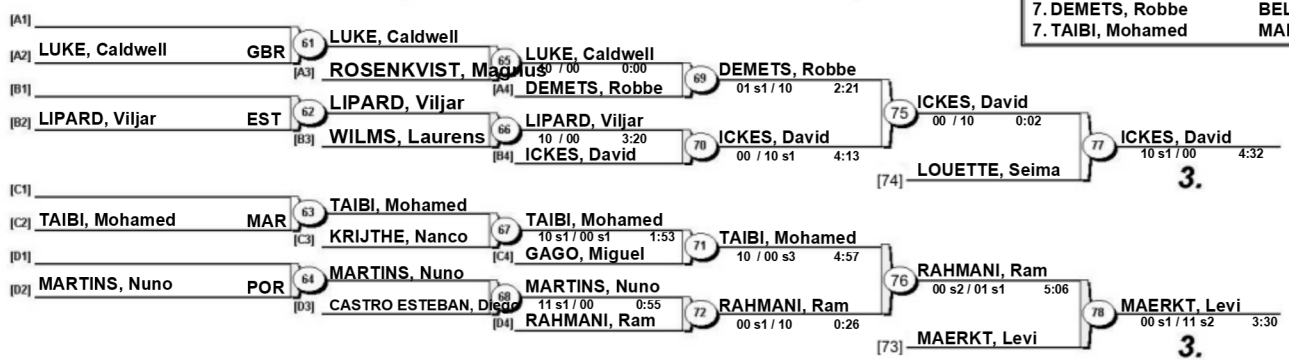 7. DEMETS, Robbe BEL
7. TAIBI, Mohamed MAR
[A1]
[A2] LUKE, Caldwell GBR
61
LUKE, Caldwell
[A3] ROSENKVIST, Magnus
65
LUKE, Caldwell
/ 00 0:00
[A4] DEMETS, Robbe
69
DEMETS, Robbe
01 s1 / 10 2:21
[B1]
[B2] LIPARD, Viljar EST
62
LIPARD, Viljar
[B3] WILMS, Laurens
66
LIPARD, Viljar
10 / 00 3:20
[B4] ICKES, David
70
ICKES, David
00 / 10 s1 4:13
75
ICKES, David
00 / 10 0:02
[74] LOUETTE, Seima
77
ICKES, David
10 s1 / 00 4:32
3.
[C1]
[C2] TAIBI, Mohamed MAR
63
TAIBI, Mohamed
[C3] KRIJTHE, Nanco
67
TAIBI, Mohamed
10 s1 / 00 s1 1:53
[C4] GAGO, Miguel
71
TAIBI, Mohamed
10 / 00 s3 4:57
[D1]
[D2] MARTINS, Nuno POR
64
MARTINS, Nuno
[D3] CASTRO ESTEBAN, Diego
68
MARTINS, Nuno
11 s1 / 00 0:55
[D4] RAHMANI, Ram
72
RAHMANI, Ram
00 s1 / 10 0:26
76
RAHMANI, Ram
00 s2 / 01 s1 5:06
[73] MAERKT, Levi
78
MAERKT, Levi
00 s1 / 11 s2 3:30
3.